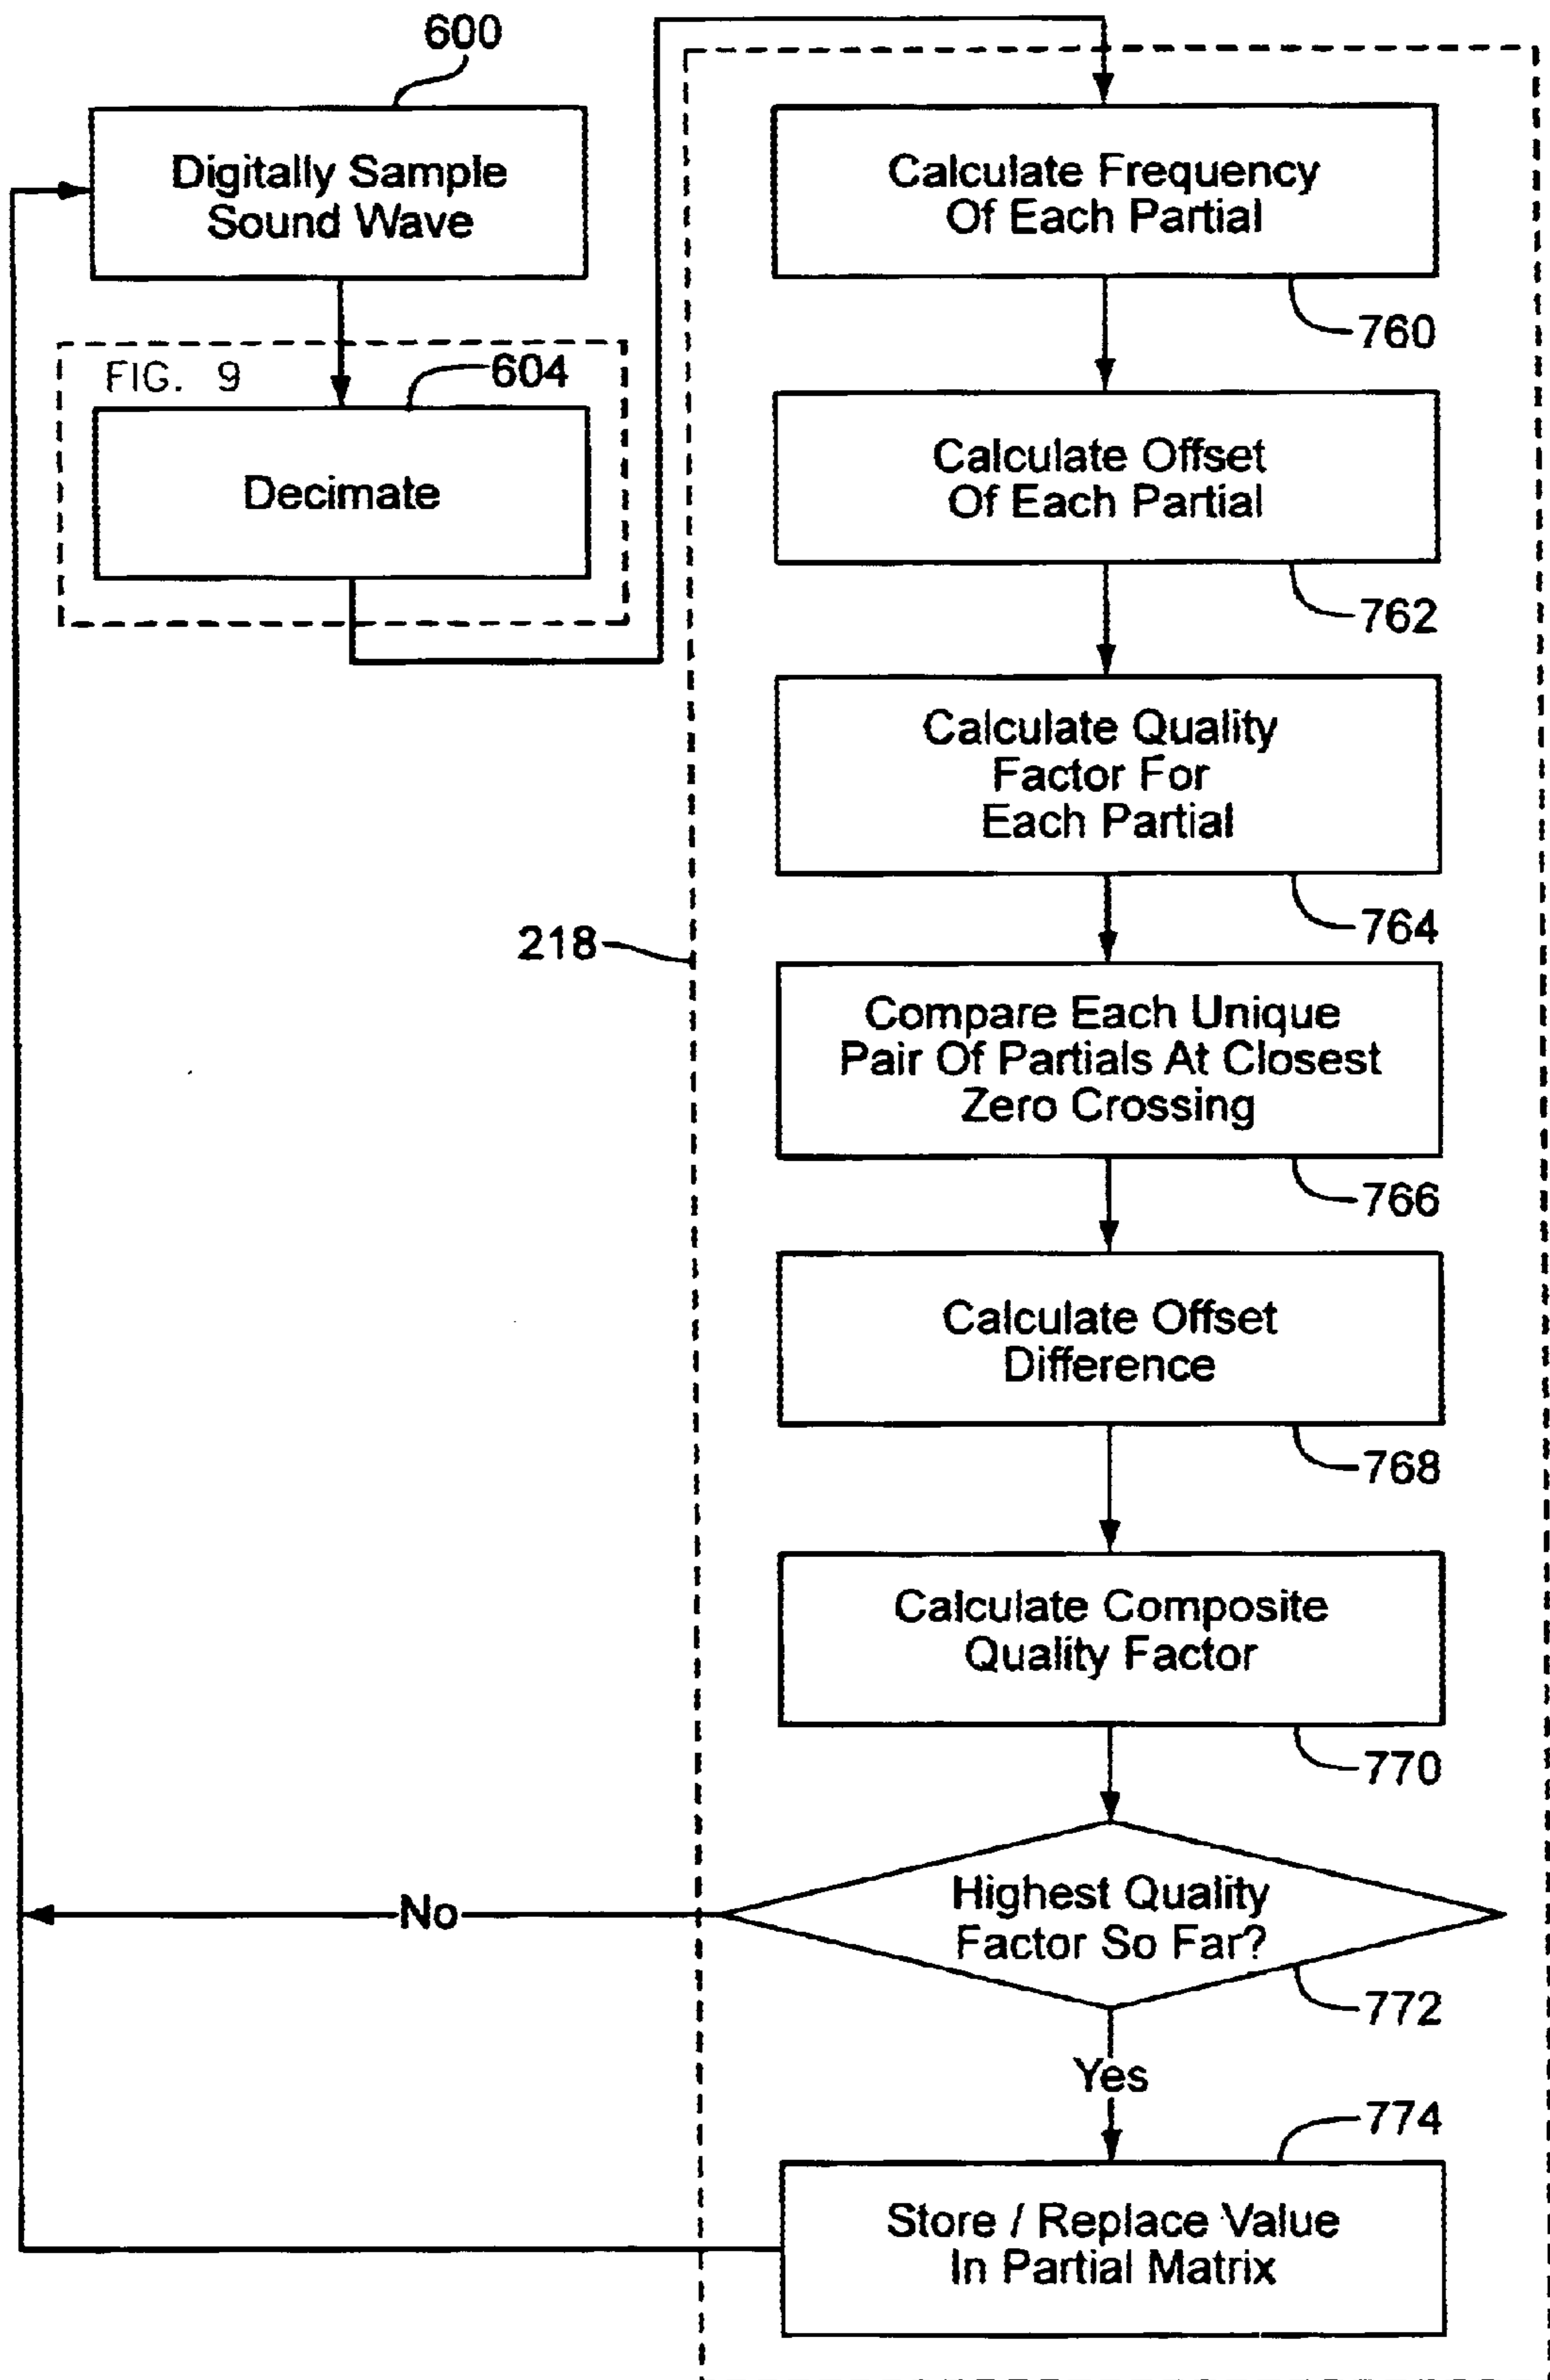 600
Digitally Sample
Sound Wave
FIG. 9
604
Decimate
Calculate Frequency
Of Each Partial
760
Calculate Offset
Of Each Partial
762
Calculate Quality
Factor For
Each Partial
764
218
Compare Each Unique
Pair Of Partials At Closest
Zero Crossing
766
Calculate Offset
Difference
768
Calculate Composite
Quality Factor
770
Highest Quality
Factor So Far?
No
772
Yes
774
Store / Replace Value
In Partial Matrix